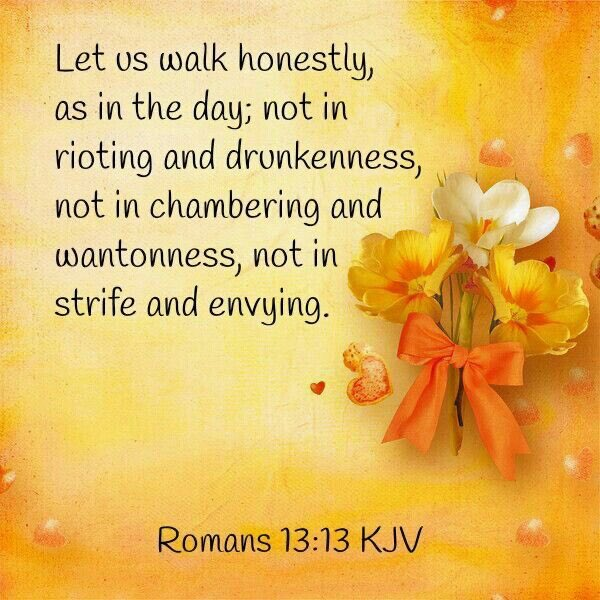 Let us walk honestly,
as in the day; not in
rioting and drunkenness,
not in chambering and
wantonness, not in
strife and envying.
Romans 13:13 KJV